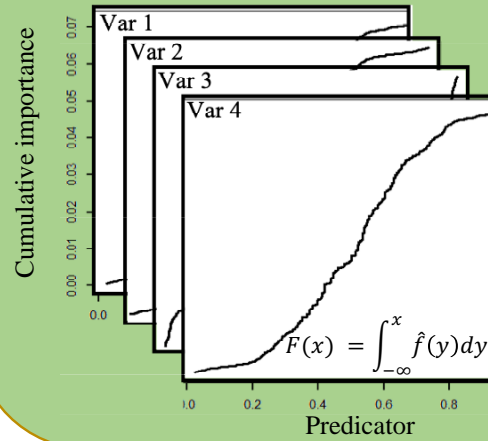 Cumulative importance
0.07
0.06
0.05
0.04
0.03
0.02
0.01
0.00
Var 1
Var 2
Var 3
Var 4
F(x) = ∫_{-∞}^{x} f̂(y)dy
0.0
.0 0.2 0.4 0.6 0.8
Predicator